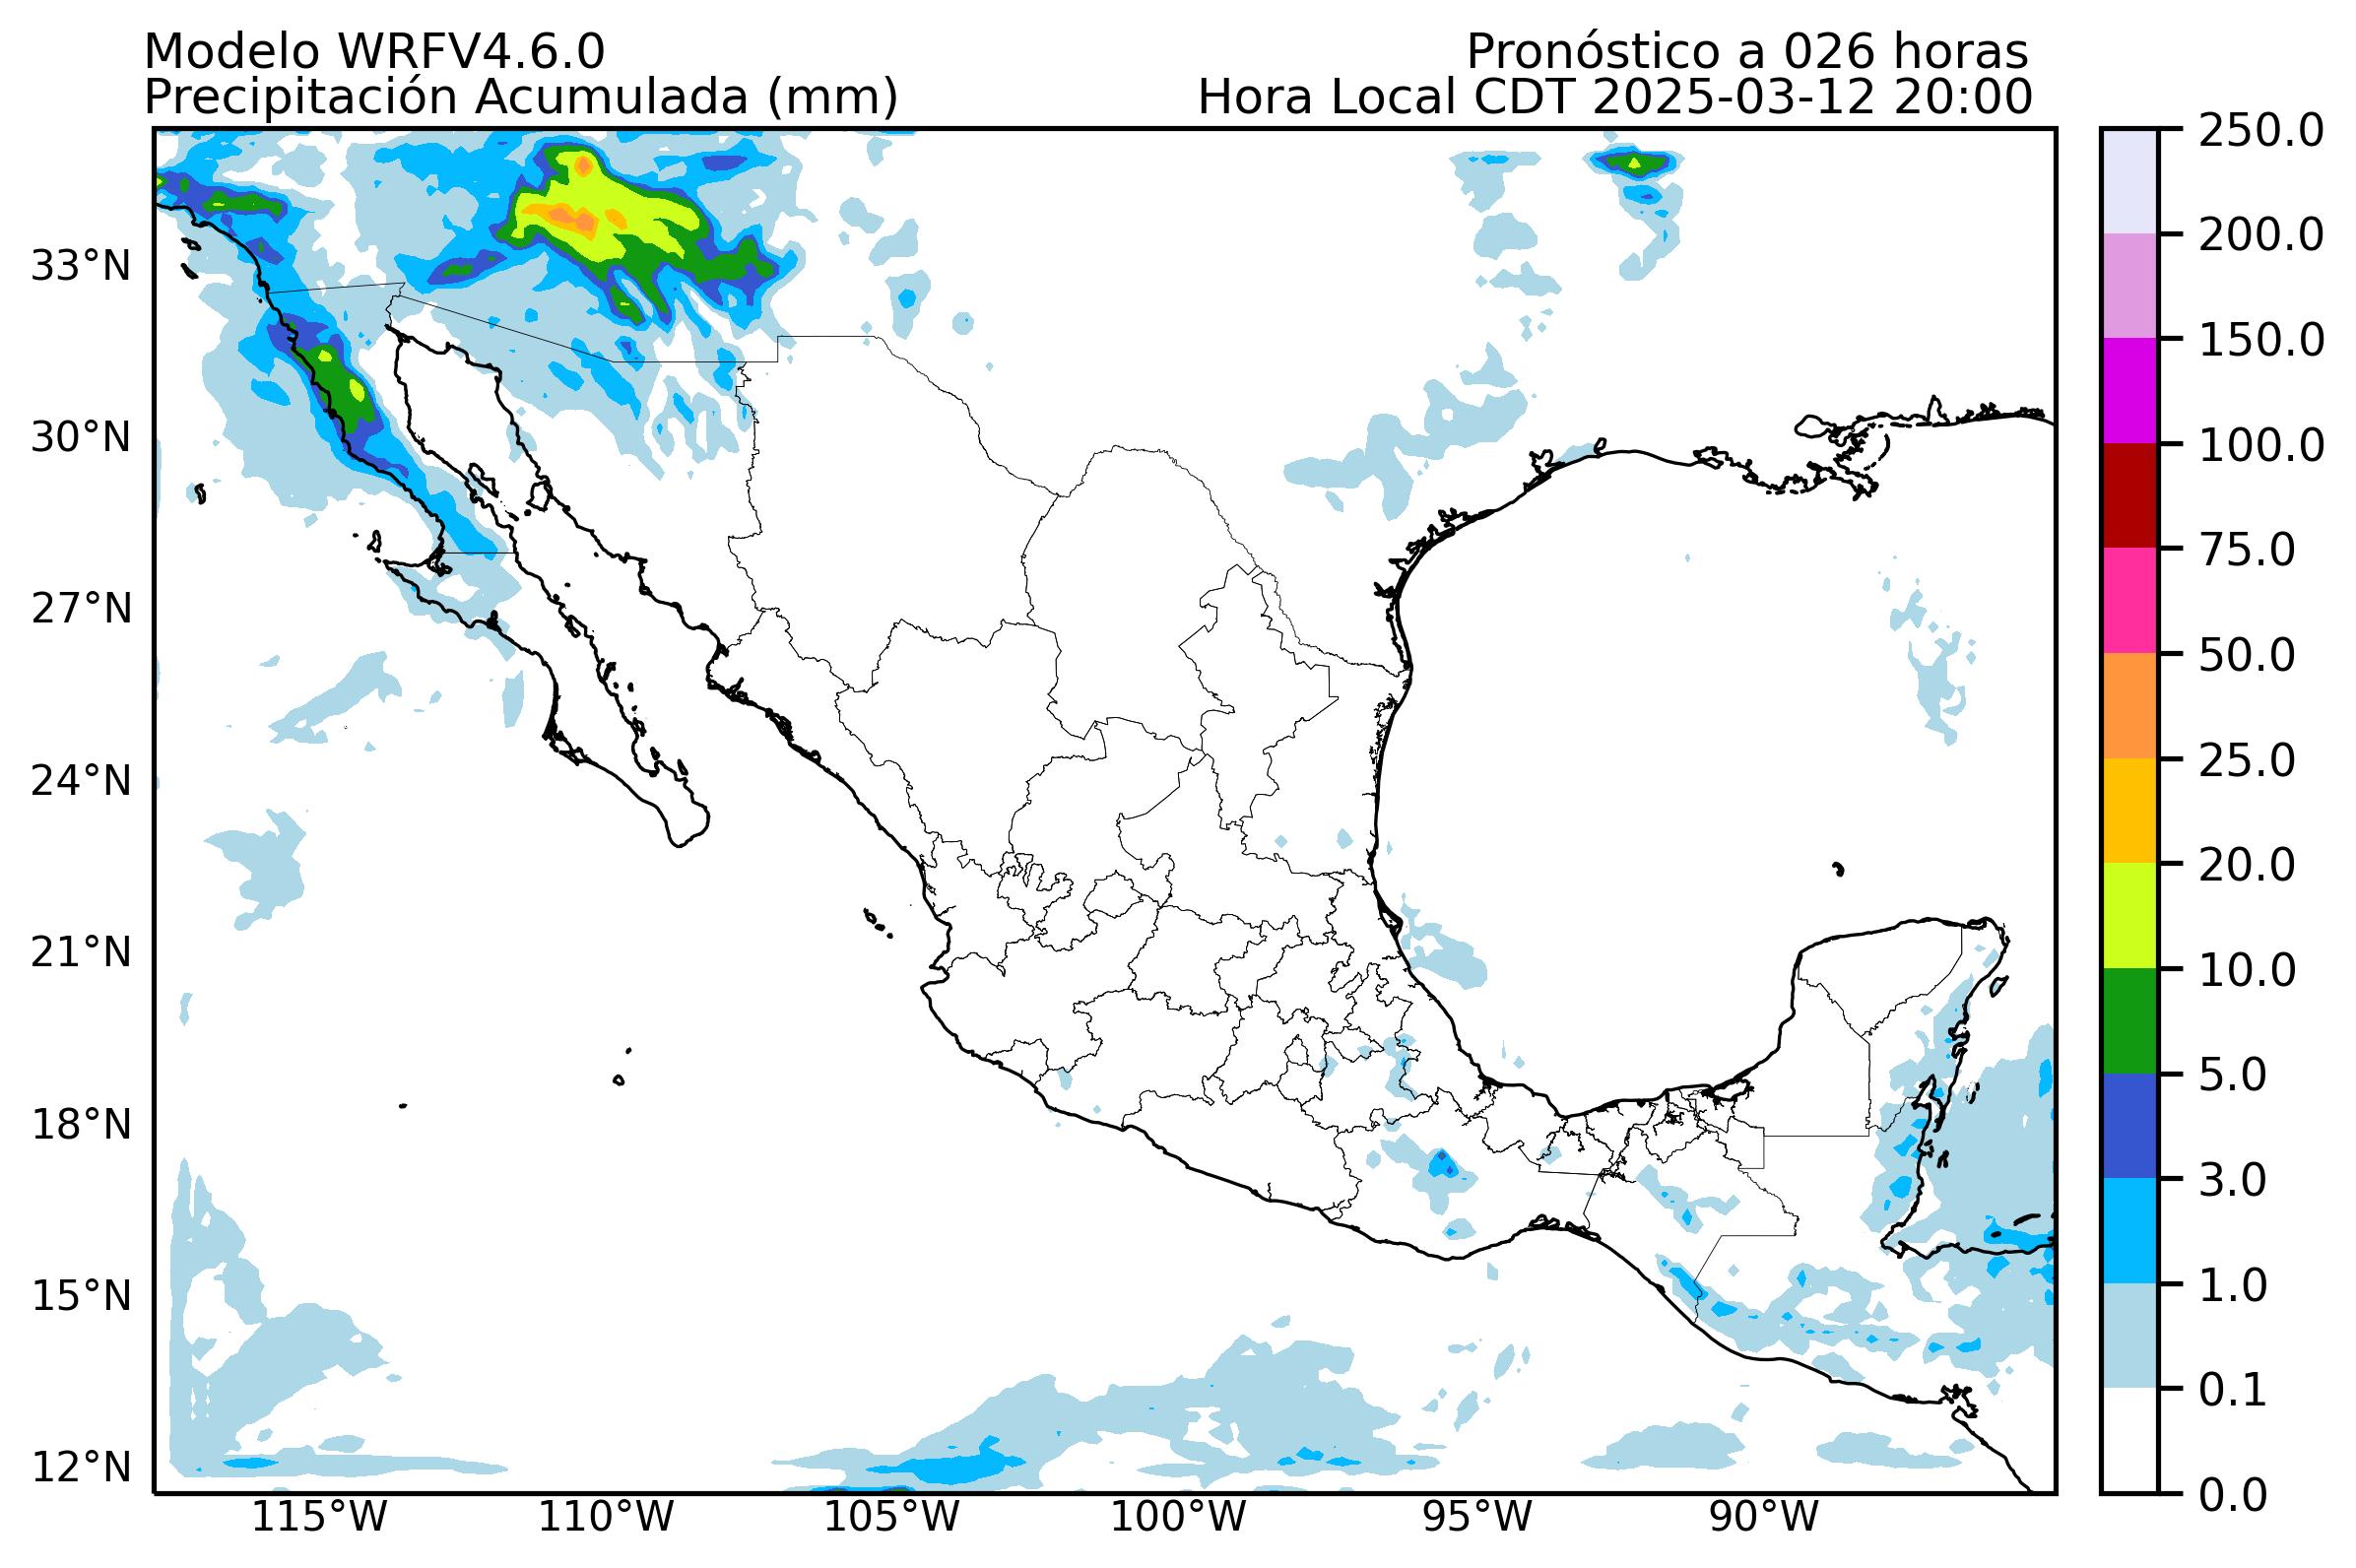 Modelo WRFV4.6.0
Pronóstico a 026 horas
Precipitación Acumulada (mm)
Hora Local CDT 2025-03-12 20:00
33°N
30°N
27°N
24°N
21°N
18°N
15°N
12°N
115°W
110°W
105°W
100°W
95°W
90°W
250.0
200.0
150.0
100.0
75.0
50.0
25.0
20.0
10.0
5.0
3.0
1.0
0.1
0.0